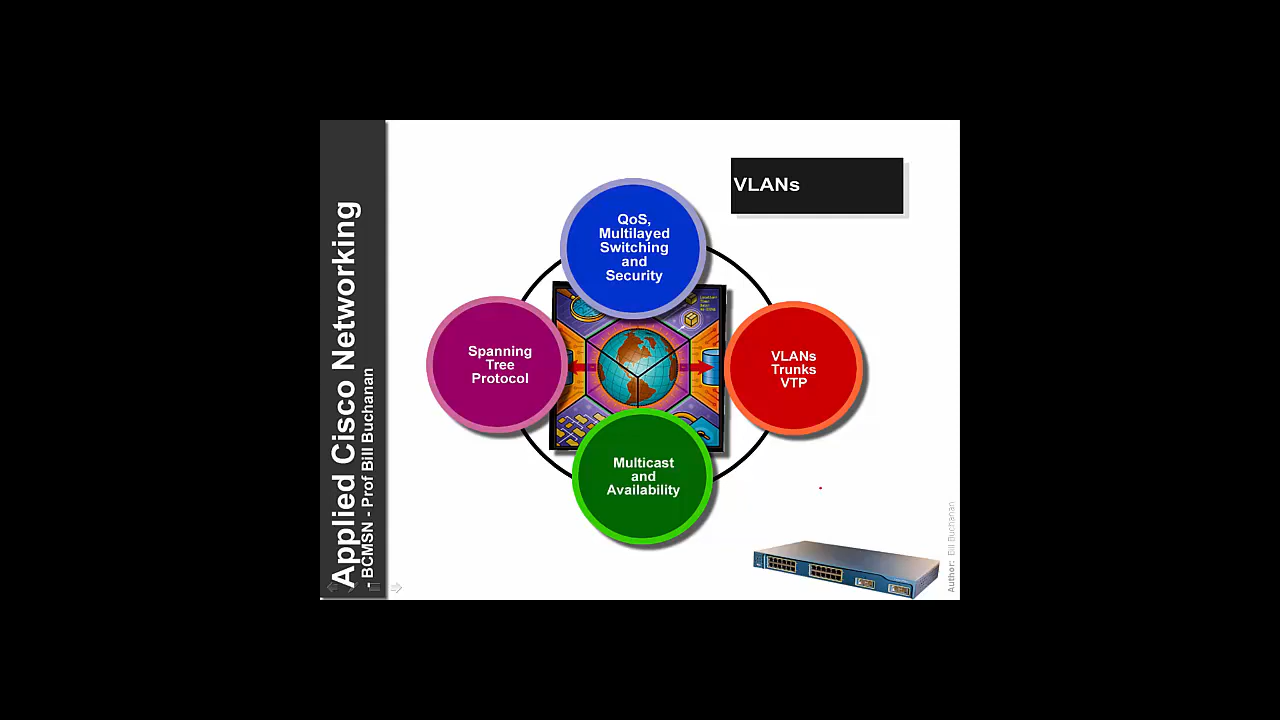 Applied Cisco Networking
- BCMSN - Prof Bill Buchanan
VLANs
QoS,
Multilayed
Switching
and
Security
Spanning
Tree
Protocol
VLANs
Trunks
VTP
Multicast
and
Availability
Author: Bill Buchanan